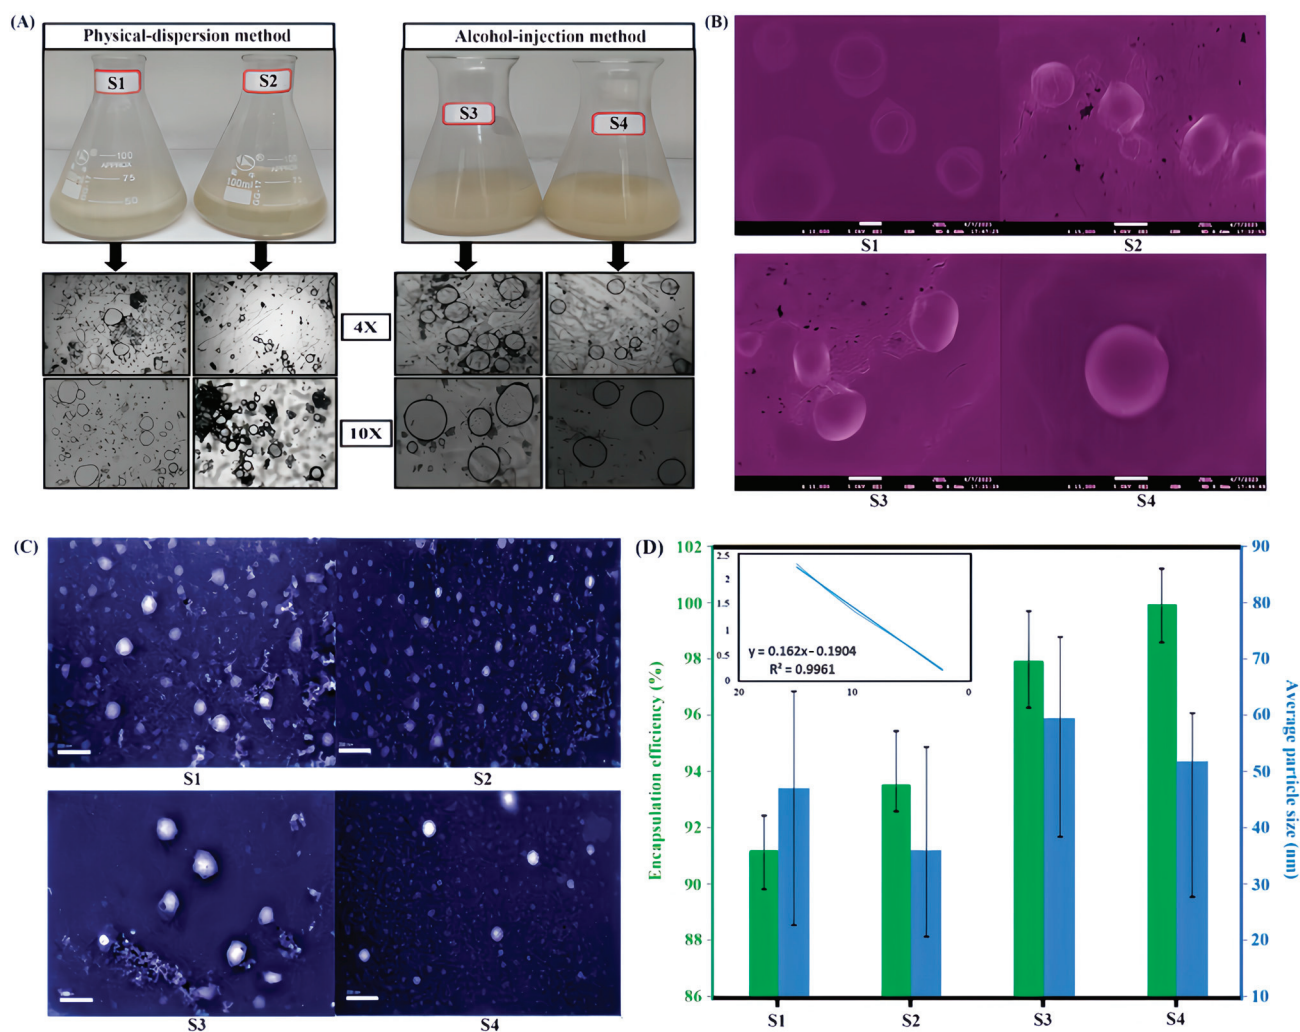 (A)
Physical-dispersion method
Alcohol-injection method
S1
S2
S3
S4
100
APPROX
75
50
100ml
4X
10X
(B)
S1
S2
S3
S4
(C)
S1
S2
S3
S4
(D)
Encapsulation efficiency (%)
102
100
98
96
94
92
90
88
86
2.5
2
1.5
1
0.5
0
20
10
0
y = 0.162x– 0.1904
R² = 0.9961
90
80
70
60
50
40
30
20
10
Average particle size (nm)
S1
S2
S3
S4